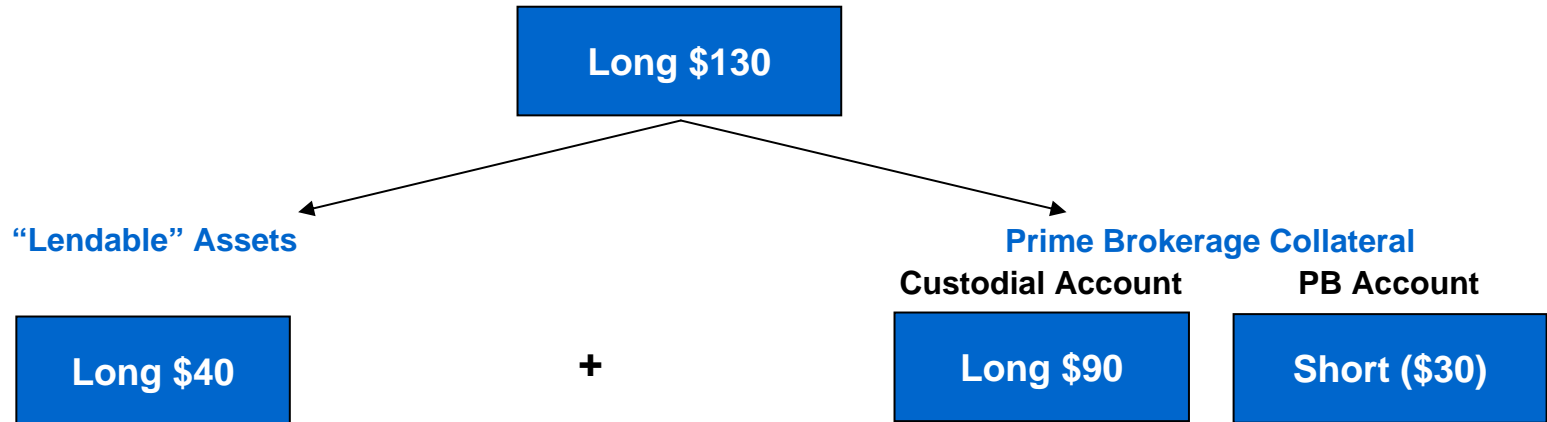 Long $130
“Lendable” Assets
Prime Brokerage Collateral
Custodial Account
PB Account
Long $40
+
Long $90
Short ($30)